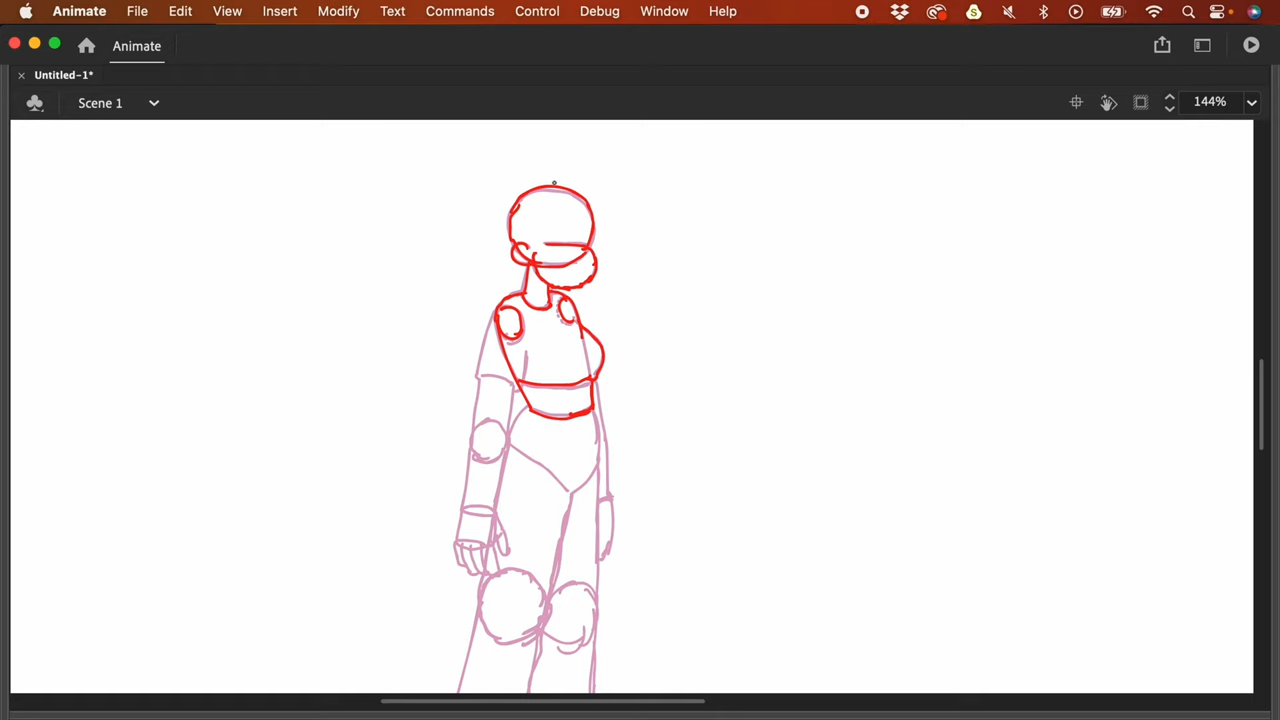 Animate File Edit View Insert Modify Text Commands Control Debug Window Help
Animate
Untitled-1*
Scene 1 144%